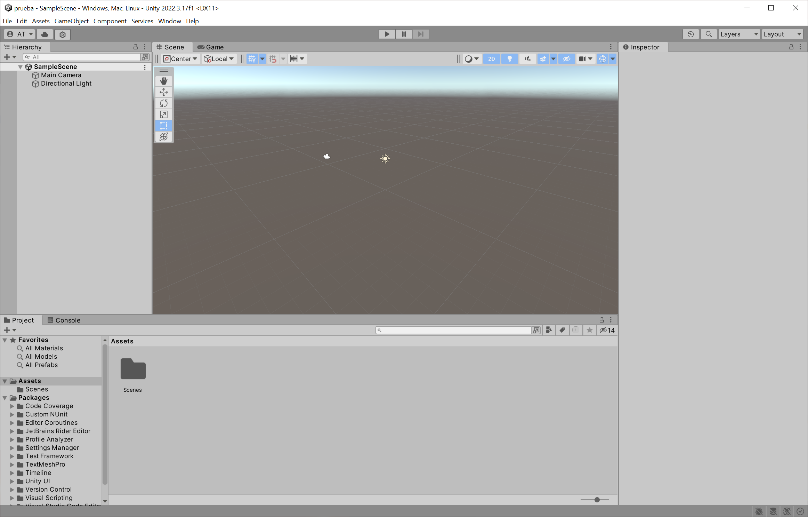 prueba - SampleScene - Windows, Mac, Linux - Unity 2022.3.17f1 <DX11>
File Edit Assets GameObject Component Services Window Help
All
Layers Layout
Hierarchy
Scene Game
Inspector
All
Center Local
2D
SampleScene
Main Camera
Directional Light
Project Console
14
Favorites
All Materials
All Models
All Prefabs
Assets
Scenes
Packages
Code Coverage
Custom NUnit
Editor Coroutines
JetBrains Rider Editor
Profile Analyzer
Settings Manager
Test Framework
TextMeshPro
Timeline
Unity UI
Version Control
Visual Scripting
Assets
Scenes